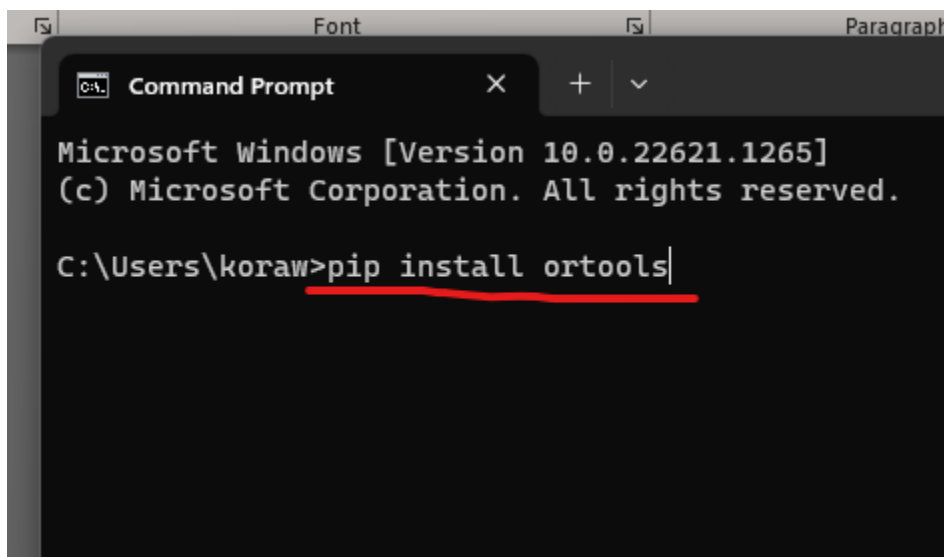 Font Paragraph
Command Prompt
Microsoft Windows [Version 10.0.22621.1265]
(c) Microsoft Corporation. All rights reserved.
C:\Users\koraw>pip install ortools